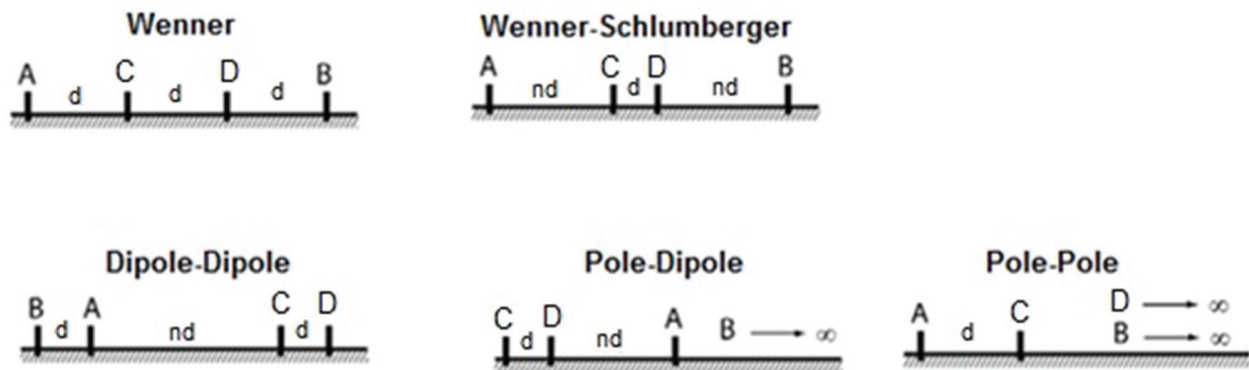 Wenner
A C D B
d d d
Wenner-Schlumberger
A C D B
nd d nd
Dipole-Dipole
B A C D
d nd d
Pole-Dipole
C D A B → ∞
d nd
Pole-Pole
A C D → ∞
B → ∞
d